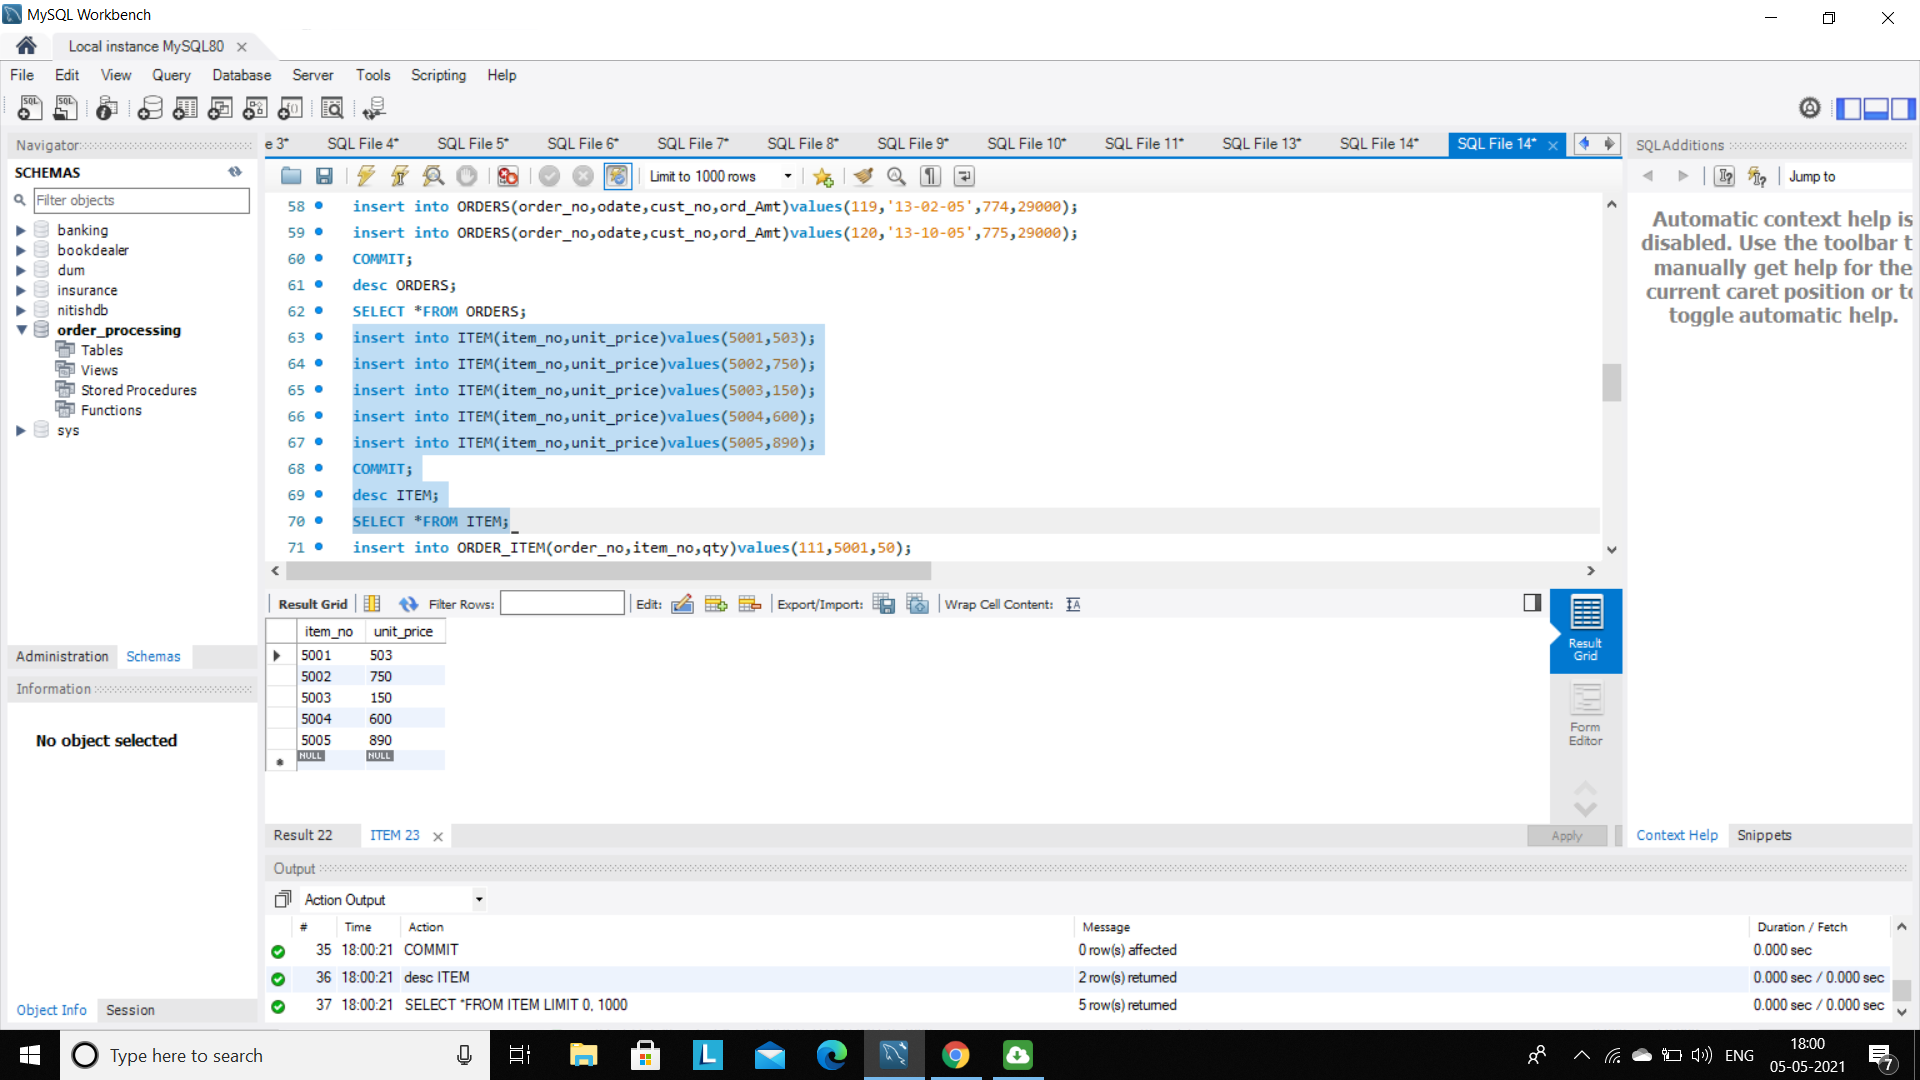 MySQL Workbench
Local instance MySQL80
File Edit View Query Database Server Tools Scripting Help
Navigator
SCHEMAS
Filter objects
banking
bookdealer
dum
insurance
nitishdb
order_processing
Tables
Views
Stored Procedures
Functions
sys
Administration Schemas
Information
No object selected
Object Info Session
e 3* SQL File 4* SQL File 5* SQL File 6* SQL File 7* SQL File 8* SQL File 9* SQL File 10* SQL File 11* SQL File 13* SQL File 14* SQL File 14*
Limit to 1000 rows
58 insert into ORDERS(order_no,odate,cust_no,ord_Amt)values(119,'13-02-05',774,29000);
59 insert into ORDERS(order_no,odate,cust_no,ord_Amt)values(120,'13-10-05',775,29000);
60 COMMIT;
61 desc ORDERS;
62 SELECT *FROM ORDERS;
63 insert into ITEM(item_no,unit_price)values(5001,503);
64 insert into ITEM(item_no,unit_price)values(5002,750);
65 insert into ITEM(item_no,unit_price)values(5003,150);
66 insert into ITEM(item_no,unit_price)values(5004,600);
67 insert into ITEM(item_no,unit_price)values(5005,890);
68 COMMIT;
69 desc ITEM;
70 SELECT *FROM ITEM;
71 insert into ORDER_ITEM(order_no,item_no,qty)values(111,5001,50);
Result Grid Filter Rows: Edit: Export/Import: Wrap Cell Content:
item_no unit_price
5001 503
5002 750
5003 150
5004 600
5005 890
NULL NULL
Result Grid
Form Editor
Result 22 ITEM 23 Apply
Output
Action Output
# Time Action Message Duration / Fetch
35 18:00:21 COMMIT 0 row(s) affected 0.000 sec
36 18:00:21 desc ITEM 2 row(s) returned 0.000 sec / 0.000 sec
37 18:00:21 SELECT *FROM ITEM LIMIT 0, 1000 5 row(s) returned 0.000 sec / 0.000 sec
SQLAdditions
Jump to
Automatic context help is
disabled. Use the toolbar t
manually get help for the
current caret position or to
toggle automatic help.
Context Help Snippets
Type here to search
ENG
18:00
05-05-2021
7